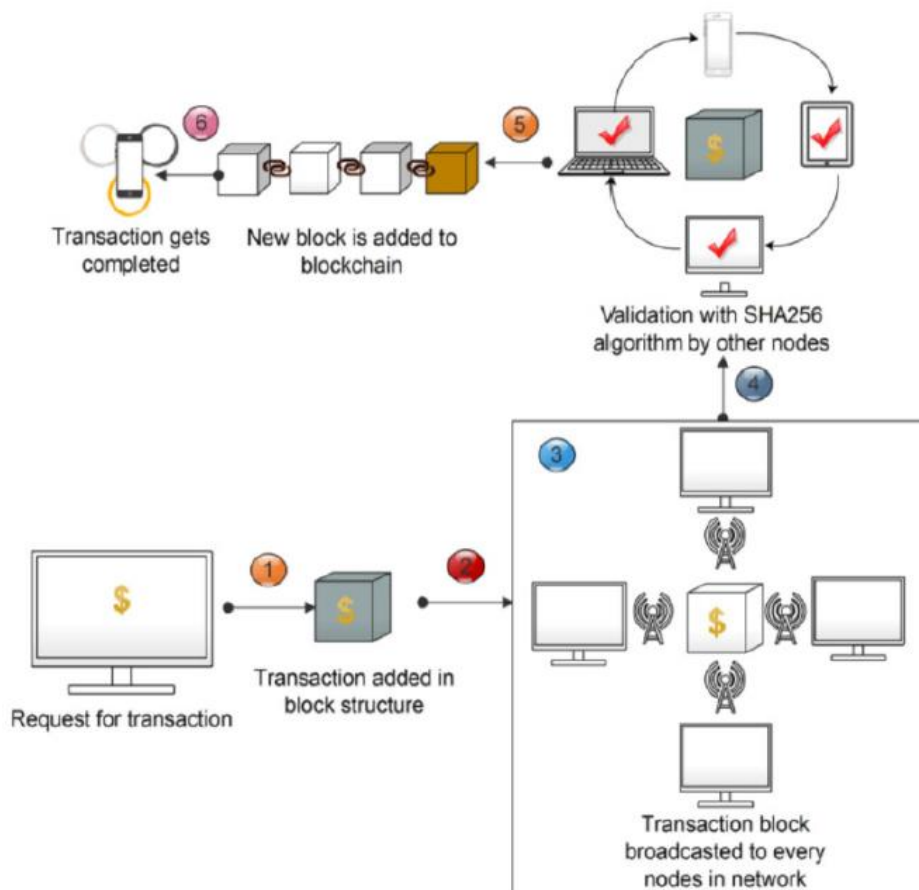 6
5
Transaction gets
completed
New block is added to
blockchain
Validation with SHA256
algorithm by other nodes
4
3
1
2
$
$
$
$
Request for transaction
Transaction added in
block structure
Transaction block
broadcasted to every
nodes in network